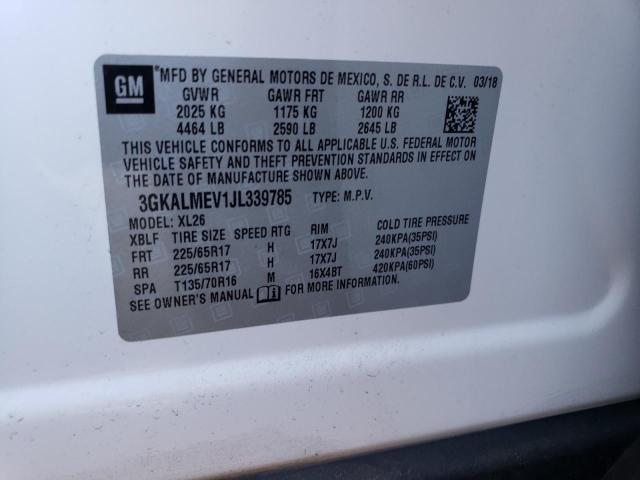 GM
*MFD BY GENERAL MOTORS DE MEXICO, S. DE R.L. DE C.V. 03/18
GVWR GAWR FRT GAWR RR
2025 KG 1175 KG 1200 KG
4464 LB 2590 LB 2645 LB
THIS VEHICLE CONFORMS TO ALL APPLICABLE U.S. FEDERAL MOTOR
VEHICLE SAFETY AND THEFT PREVENTION STANDARDS IN EFFECT ON
THE DATE OF MANUFACTURE SHOWN ABOVE.
3GKALMEV1JL339785 TYPE: M.P.V.
MODEL: XL26
XBLF TIRE SIZE SPEED RTG RIM COLD TIRE PRESSURE
FRT 225/65R17 H 17X7J 240KPA(35PSI)
RR 225/65R17 H 17X7J 240KPA(35PSI)
SPA T135/70R16 M 16X4BT 420KPA(60PSI)
SEE OWNER'S MANUAL FOR MORE INFORMATION.